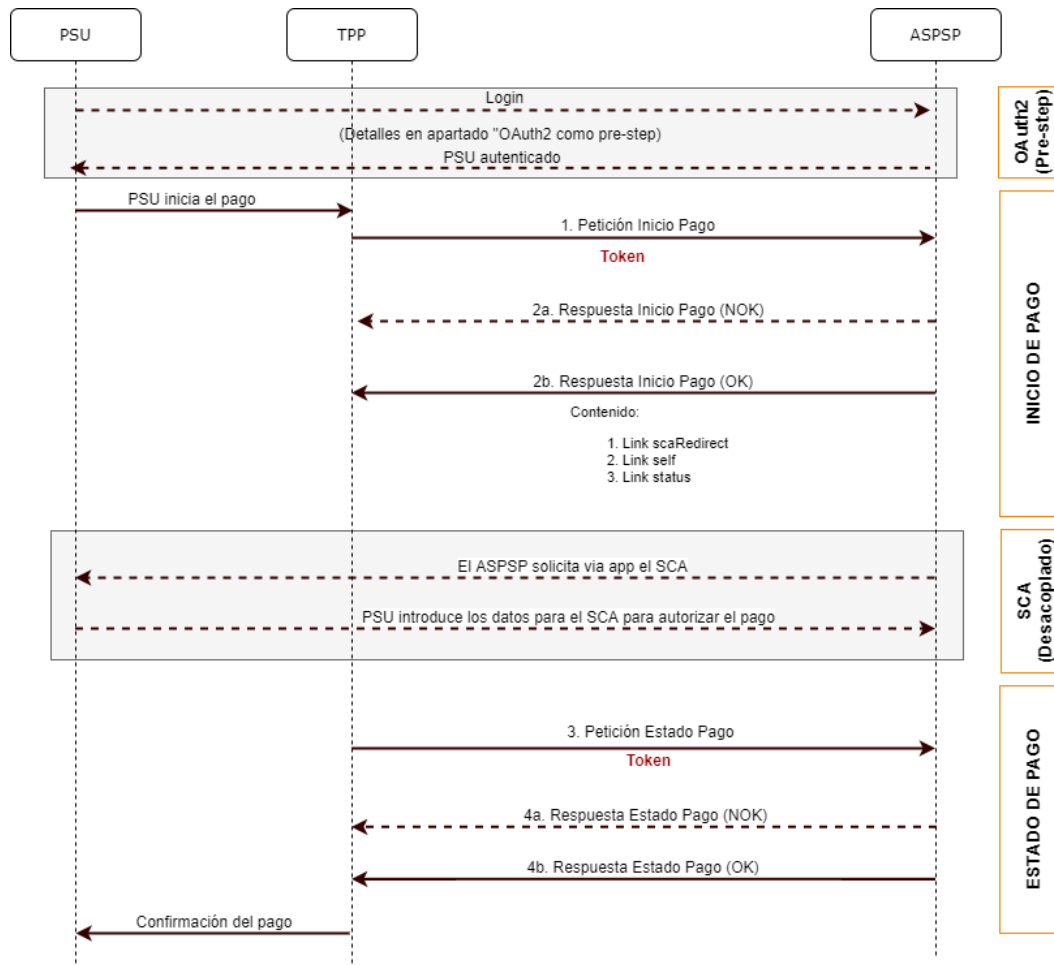 PSU
TPP
ASPSP
Login
(Detalles en apartado "OAuth2 como pre-step)
PSU autenticado
OAuth2
(Pre-step)
PSU inicia el pago
1. Petición Inicio Pago
Token
2a. Respuesta Inicio Pago (NOK)
2b. Respuesta Inicio Pago (OK)
Contenido:
1. Link scaRedirect
2. Link self
3. Link status
INICIO DE PAGO
El ASPSP solicita via app el SCA
PSU introduce los datos para el SCA para autorizar el pago
SCA
(Desacoplado)
3. Petición Estado Pago
Token
4a. Respuesta Estado Pago (NOK)
4b. Respuesta Estado Pago (OK)
Confirmación del pago
ESTADO DE PAGO